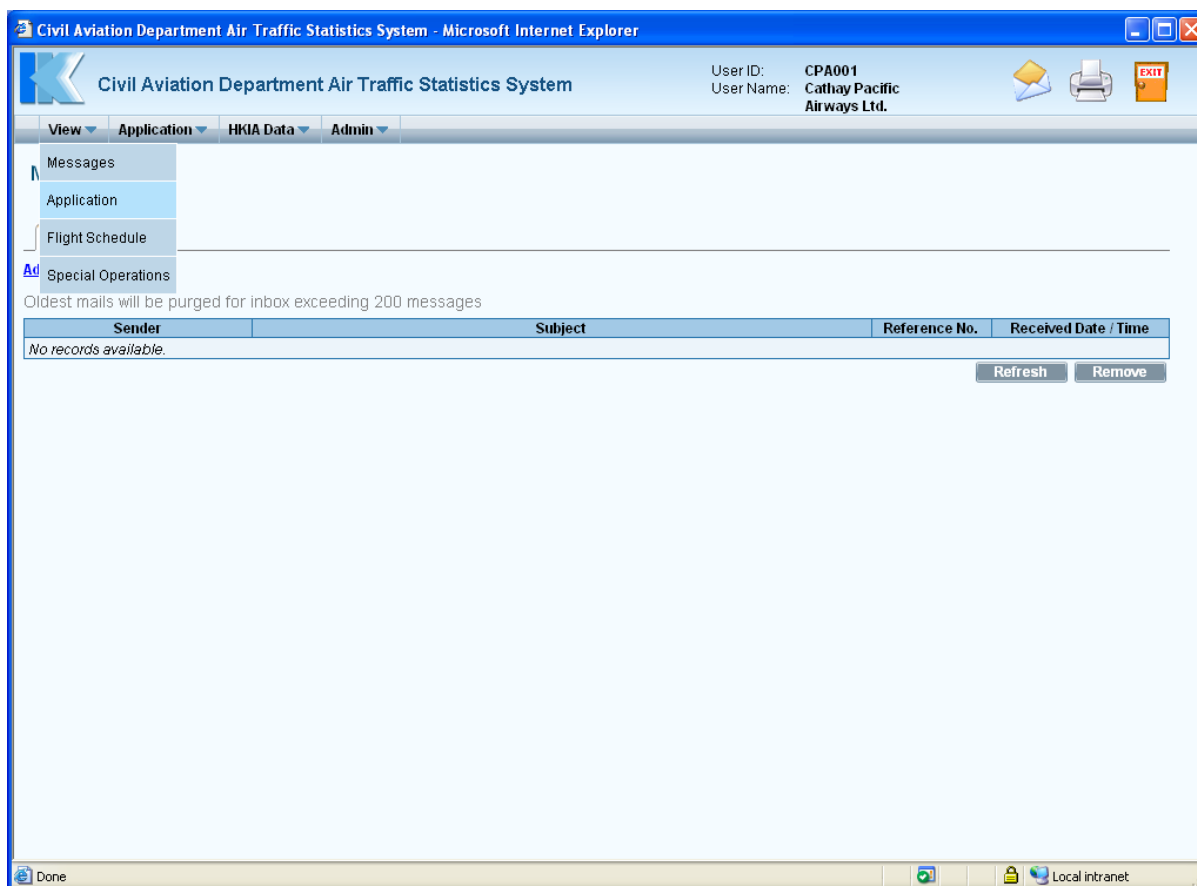 Civil Aviation Department Air Traffic Statistics System - Microsoft Internet Explorer
Civil Aviation Department Air Traffic Statistics System
User ID: CPA001
User Name: Cathay Pacific
Airways Ltd.
EXIT
View Application HKIA Data Admin
Messages
Application
Flight Schedule
Special Operations
Ad
Oldest mails will be purged for inbox exceeding 200 messages
Sender Subject Reference No. Received Date / Time
No records available.
Refresh Remove
Done Local intranet